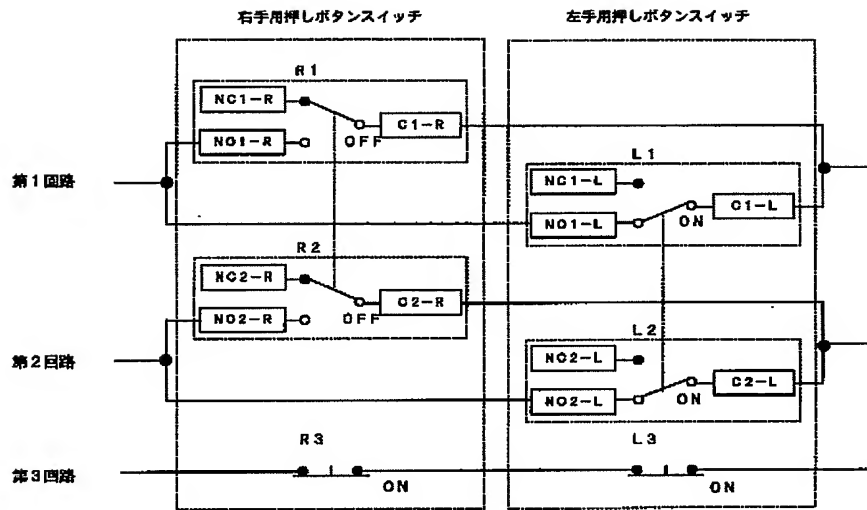 右手用押しボタンスイッチ
左手用押しボタンスイッチ
R1
NC1-R
NO1-R
OFF
C1-R
第1回路
L1
NC1-L
NO1-L
ON
C1-L
R2
NC2-R
NO2-R
OFF
C2-R
第2回路
L2
NC2-L
NO2-L
ON
C2-L
第3回路
R3
ON
L3
ON